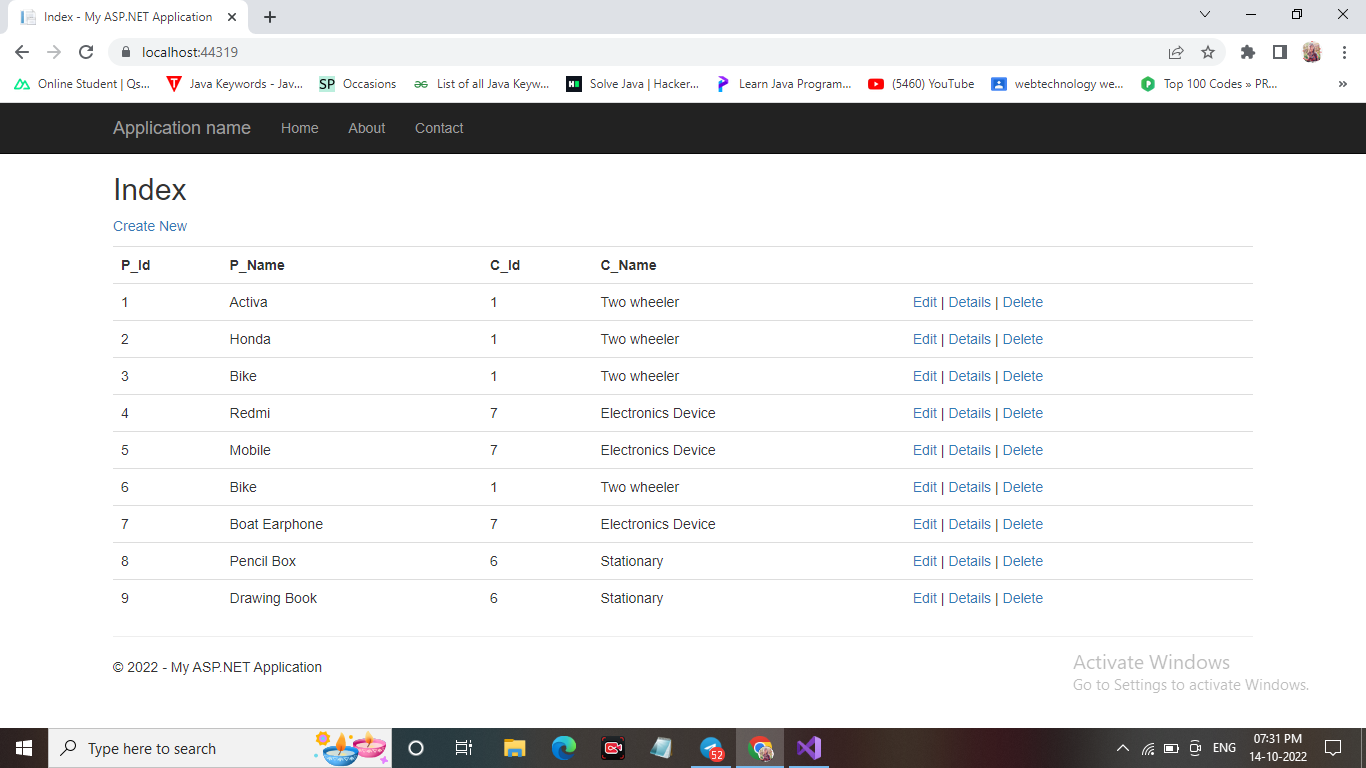 Index - My ASP.NET Application
localhost:44319
Online Student | Qs... Java Keywords - Jav... SP Occasions List of all Java Keyw... Solve Java | Hacker... Learn Java Program... (5460) YouTube webtechnology we... Top 100 Codes » PR... »
Application name Home About Contact
Index
Create New
P_Id P_Name C_Id C_Name
1 Activa 1 Two wheeler Edit | Details | Delete
2 Honda 1 Two wheeler Edit | Details | Delete
3 Bike 1 Two wheeler Edit | Details | Delete
4 Redmi 7 Electronics Device Edit | Details | Delete
5 Mobile 7 Electronics Device Edit | Details | Delete
6 Bike 1 Two wheeler Edit | Details | Delete
7 Boat Earphone 7 Electronics Device Edit | Details | Delete
8 Pencil Box 6 Stationary Edit | Details | Delete
9 Drawing Book 6 Stationary Edit | Details | Delete
© 2022 - My ASP.NET Application
Activate Windows
Go to Settings to activate Windows.
Type here to search 52 ENG 07:31 PM
14-10-2022